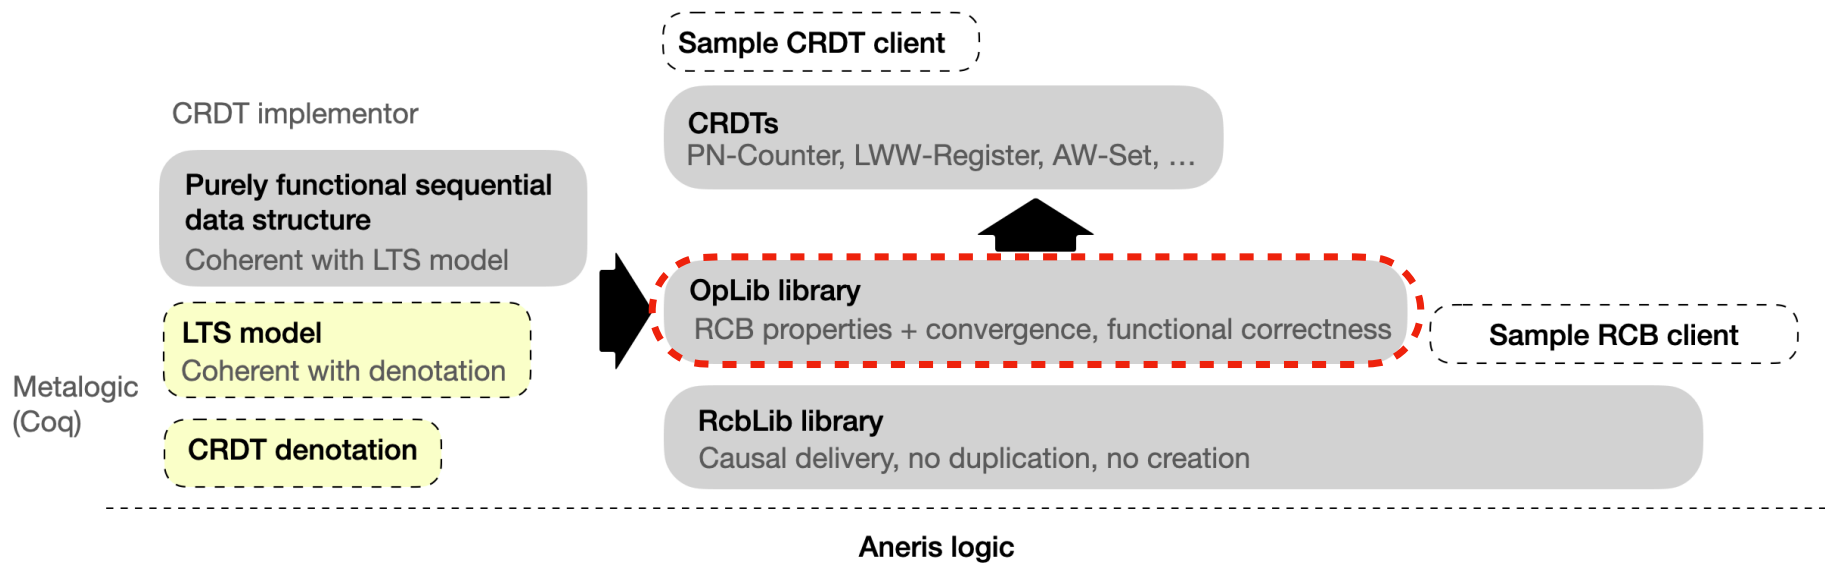 Sample CRDT client
CRDT implementor
CRDTs
PN-Counter, LWW-Register, AW-Set, …
Purely functional sequential
data structure
Coherent with LTS model
OpLib library
RCB properties + convergence, functional correctness
LTS model
Coherent with denotation
Sample RCB client
Metalogic
(Coq)
CRDT denotation
RcbLib library
Causal delivery, no duplication, no creation
Aneris logic